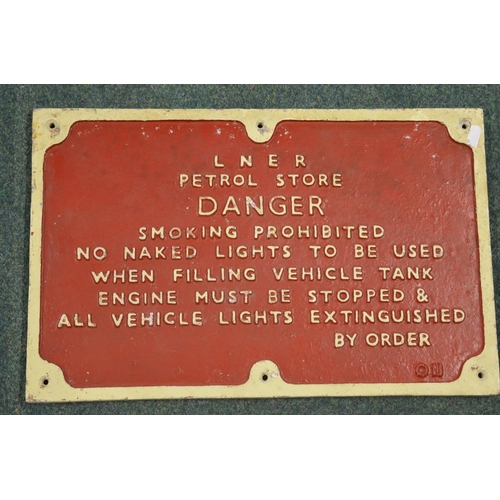 L N E R
PETROL STORE
DANGER
SMOKING PROHIBITED
NO NAKED LIGHTS TO BE USED
WHEN FILLING VEHICLE TANK
ENGINE MUST BE STOPPED &
ALL VEHICLE LIGHTS EXTINGUISHED
BY ORDER